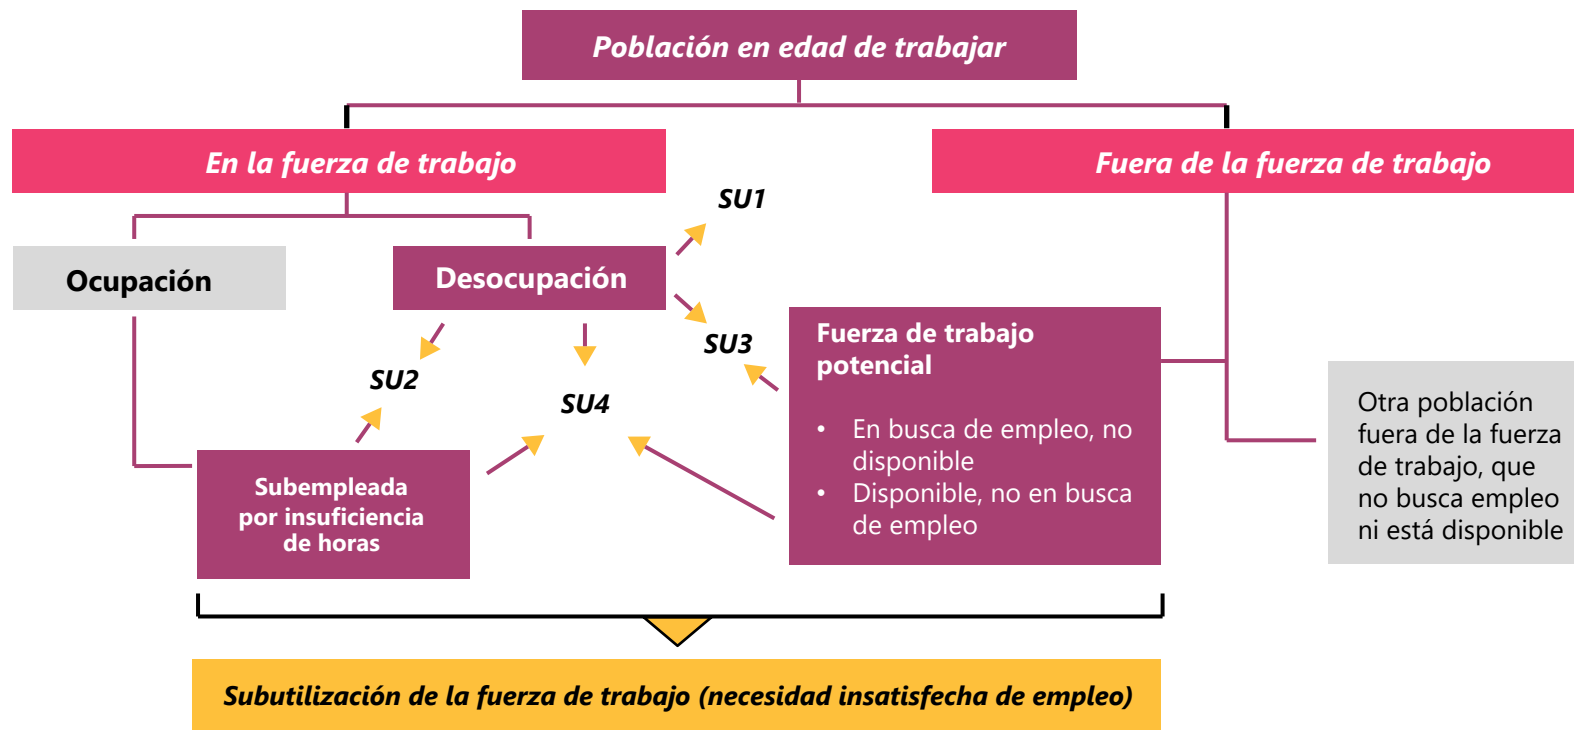 Población en edad de trabajar
En la fuerza de trabajo
Fuera de la fuerza de trabajo
SU1
Ocupación
Desocupación
SU3
SU2
SU4
Fuerza de trabajo
potencial
• En busca de empleo, no
disponible
• Disponible, no en busca
de empleo
Otra población
fuera de la fuerza
de trabajo, que
no busca empleo
ni está disponible
Subempleada
por insuficiencia
de horas
Subutilización de la fuerza de trabajo (necesidad insatisfecha de empleo)